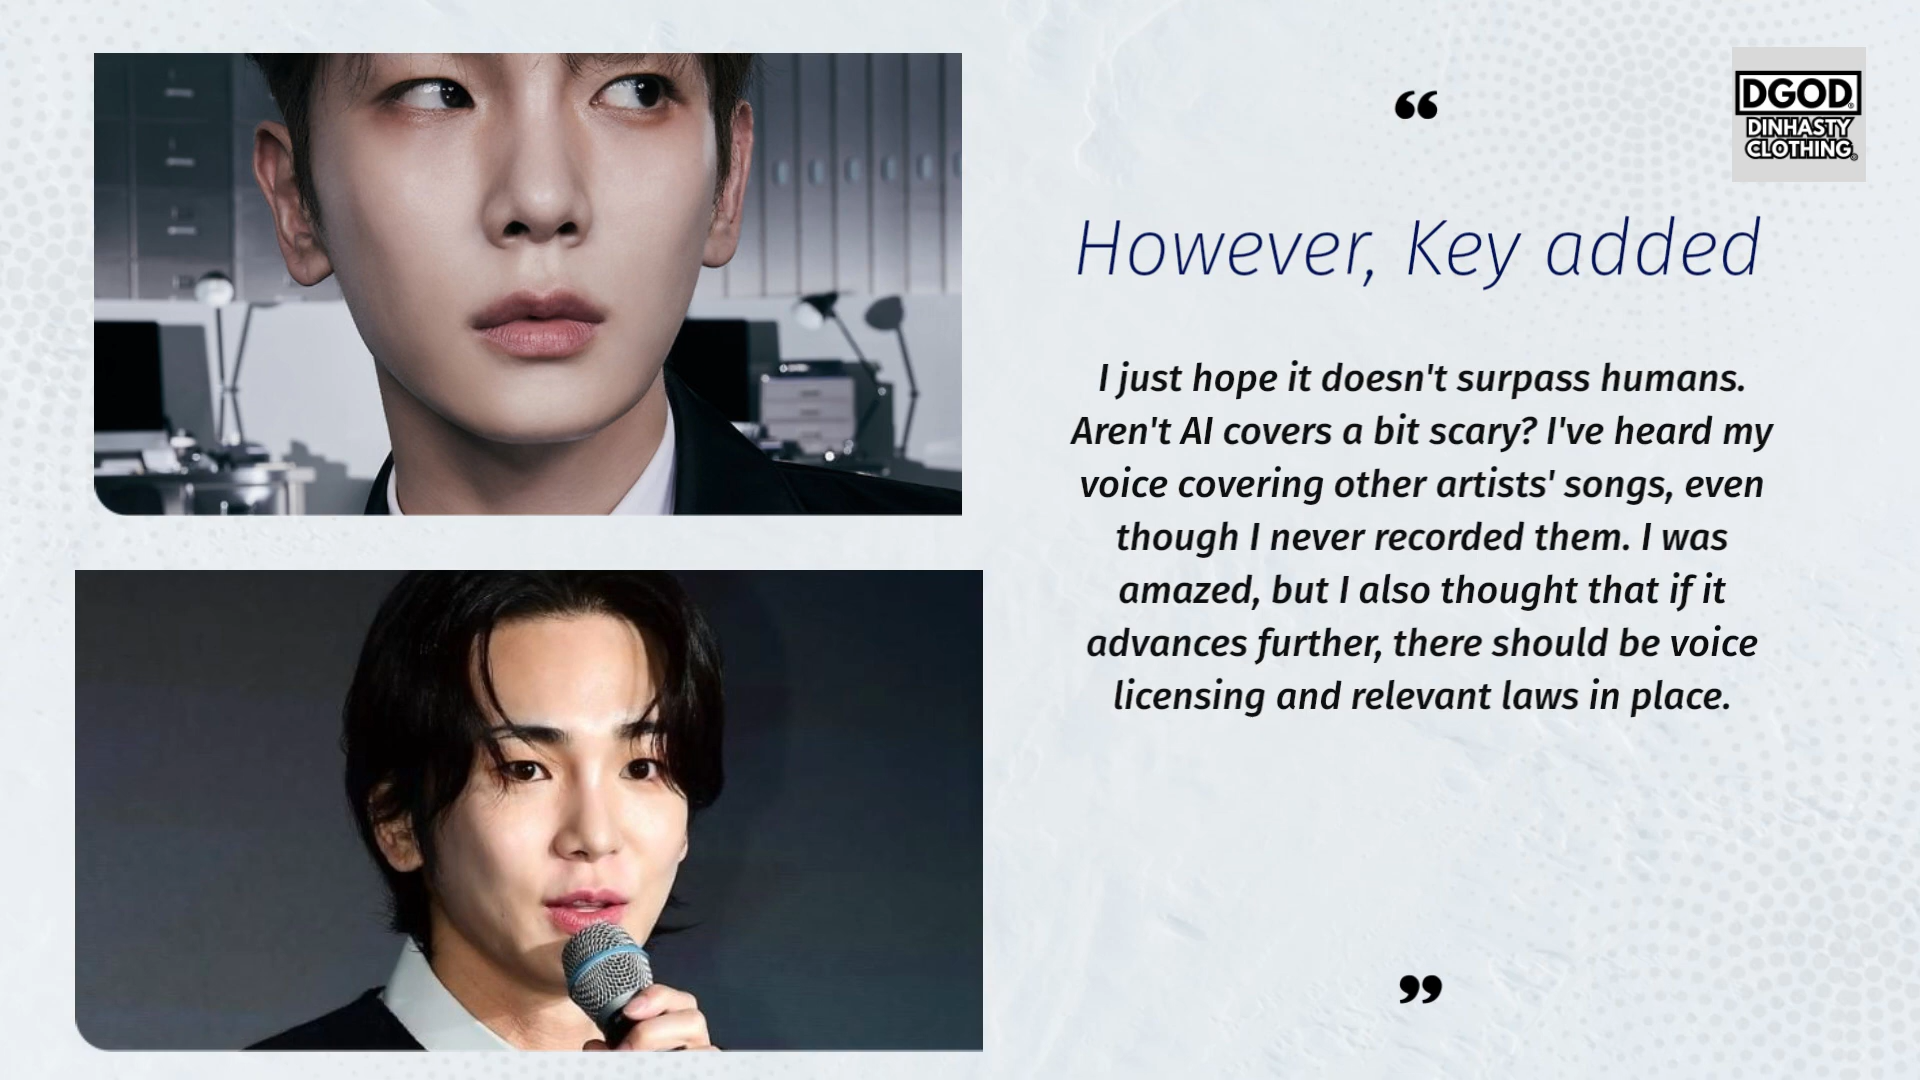 “
DGOD
DINHASTY
CLOTHING
However, Key added
I just hope it doesn't surpass humans.
Aren't AI covers a bit scary? I've heard my
voice covering other artists' songs, even
though I never recorded them. I was
amazed, but I also thought that if it
advances further, there should be voice
licensing and relevant laws in place.
”